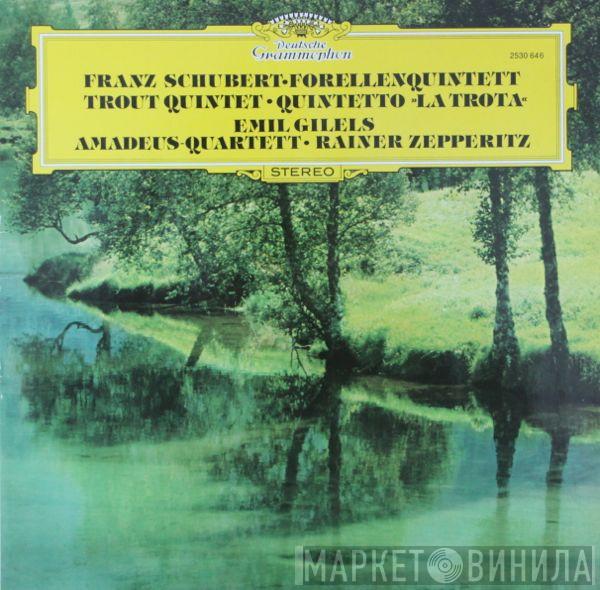 Deutsche
Grammophon
2530 646
FRANZ SCHUBERT·FORELLENQUINTETT
TROUT QUINTET · QUINTETTO »LA TROTA«
EMIL GILELS
AMADEUS-QUARTETT · RAINER ZEPPERITZ
STEREO
МАРКЕТ ВИНИЛА